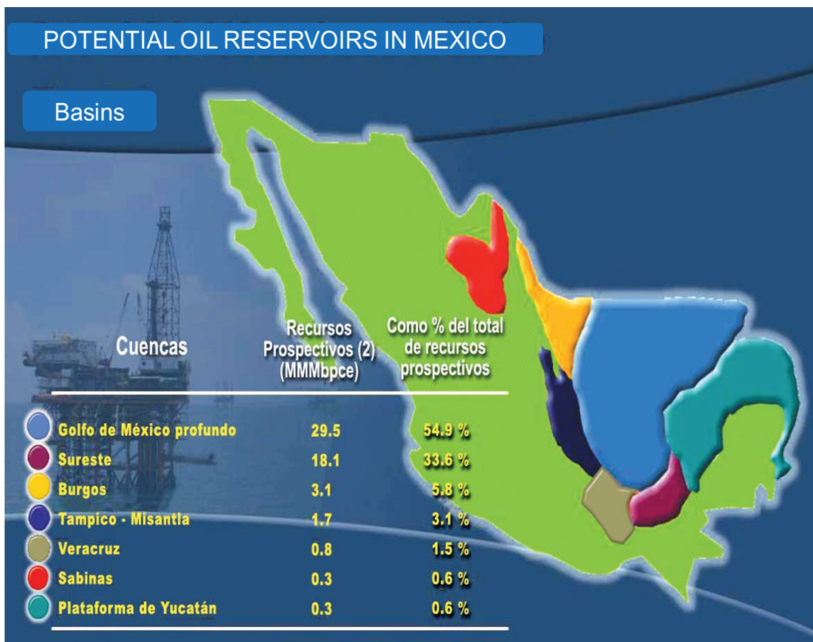 POTENTIAL OIL RESERVOIRS IN MEXICO
Basins
Cuencas
Recursos
Prospectivos (2)
(MMMbpce)
Como % del total
de recursos
prospectivos
Golfo de México profundo 29.5 54.9 %
Sureste 18.1 33.6 %
Burgos 3.1 5.8 %
Tampico - Misantla 1.7 3.1 %
Veracruz 0.8 1.5 %
Sabinas 0.3 0.6 %
Plataforma de Yucatán 0.3 0.6 %